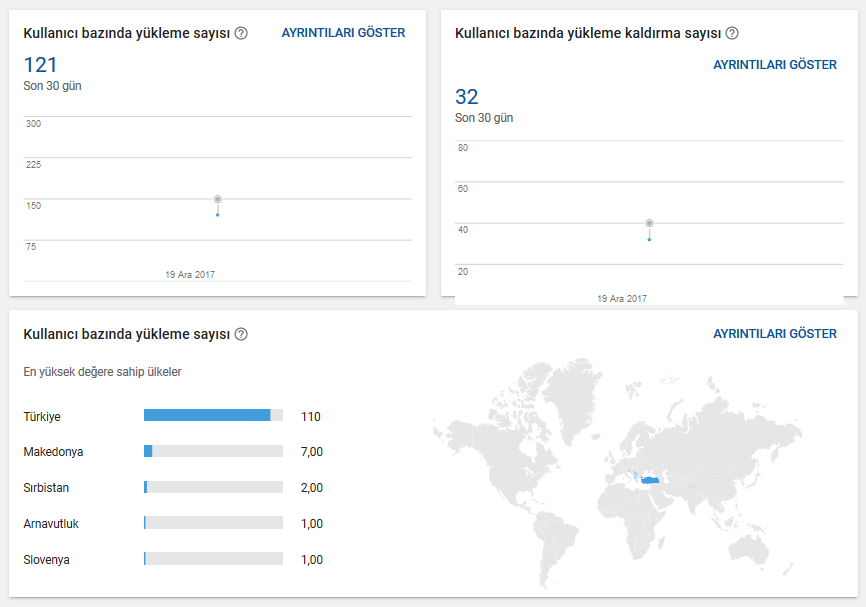 Kullanıcı bazında yükleme sayısı ?
AYRINTILARI GÖSTER
121
Son 30 gün
300
225
150
75
19 Ara 2017
Kullanıcı bazında yükleme kaldırma sayısı ?
AYRINTILARI GÖSTER
32
Son 30 gün
80
60
40
20
19 Ara 2017
Kullanıcı bazında yükleme sayısı ?
AYRINTILARI GÖSTER
En yüksek değere sahip ülkeler
Türkiye 110
Makedonya 7,00
Sırbistan 2,00
Arnavutluk 1,00
Slovenya 1,00